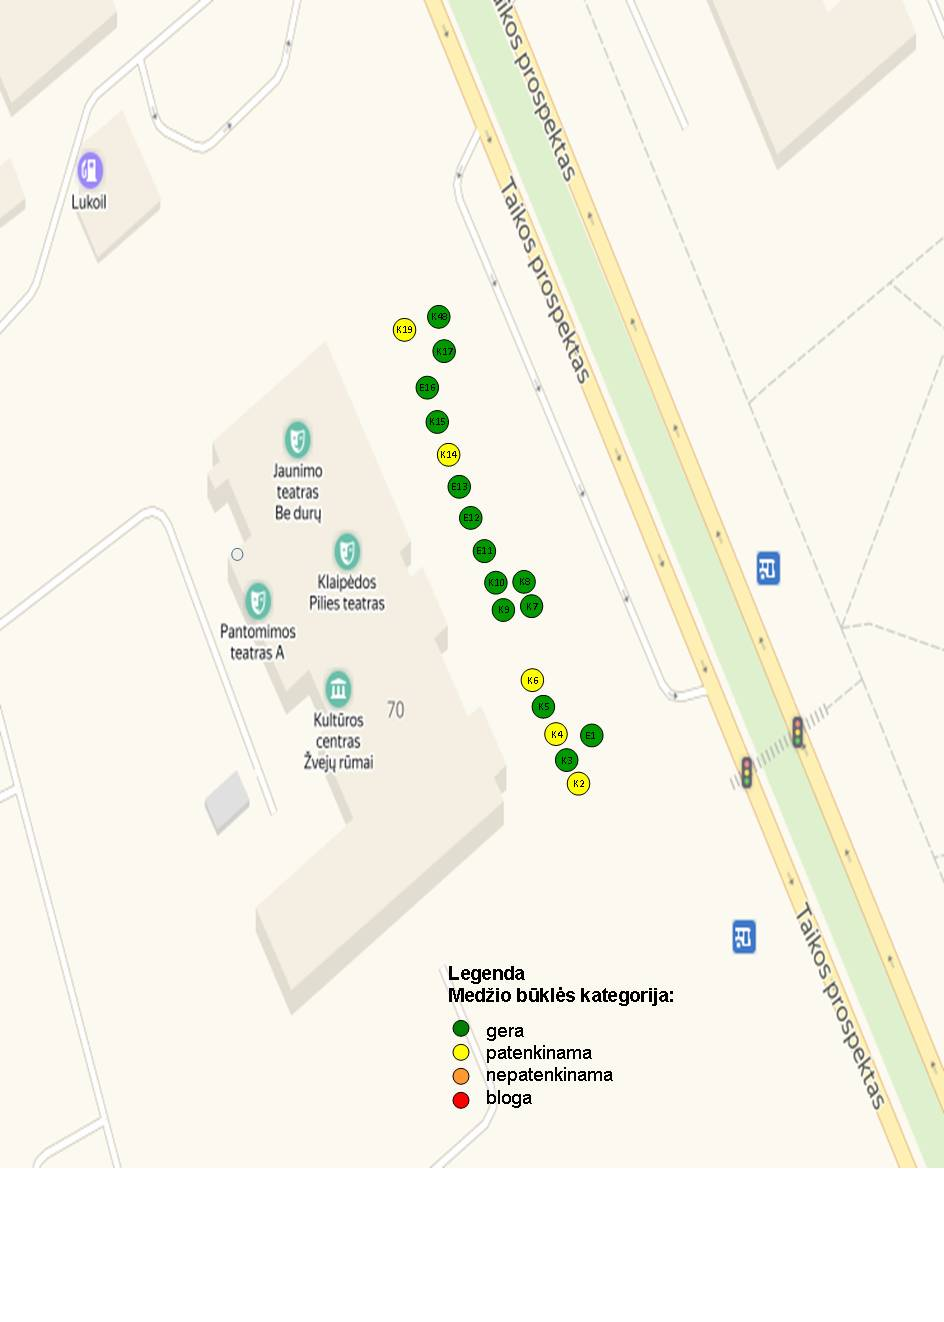 Taikos prospektas
Lukoil
Taikos prospektas
K48
K19
K17
E16
K15
K14
Jaunimo
teatras
Be durų
E13
E12
E11
Klaipėdos
Pilies teatras
K10
K8
K9
K7
Pantomimos
teatras A
K6
K5
70
Kultūros
centras
Žvejų rūmai
K4
E1
K3
K2
Taikos prospektas
Legenda
Medžio būklės kategorija:
gera
patenkinama
nepatenkinama
bloga